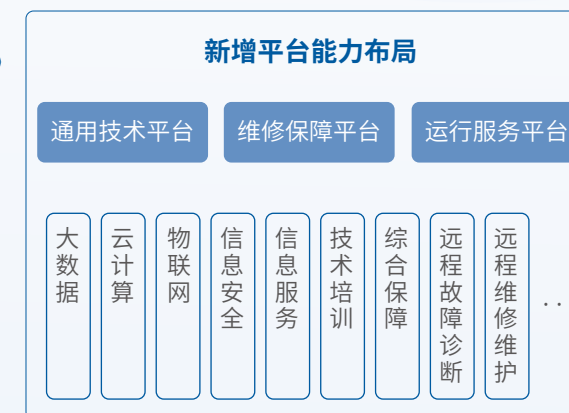 新增平台能力布局
通用技术平台
维修保障平台
运行服务平台
大数据
云计算
物联网
信息安全
信息服务
技术培训
综合保障
远程故障诊断
远程维修维护
..